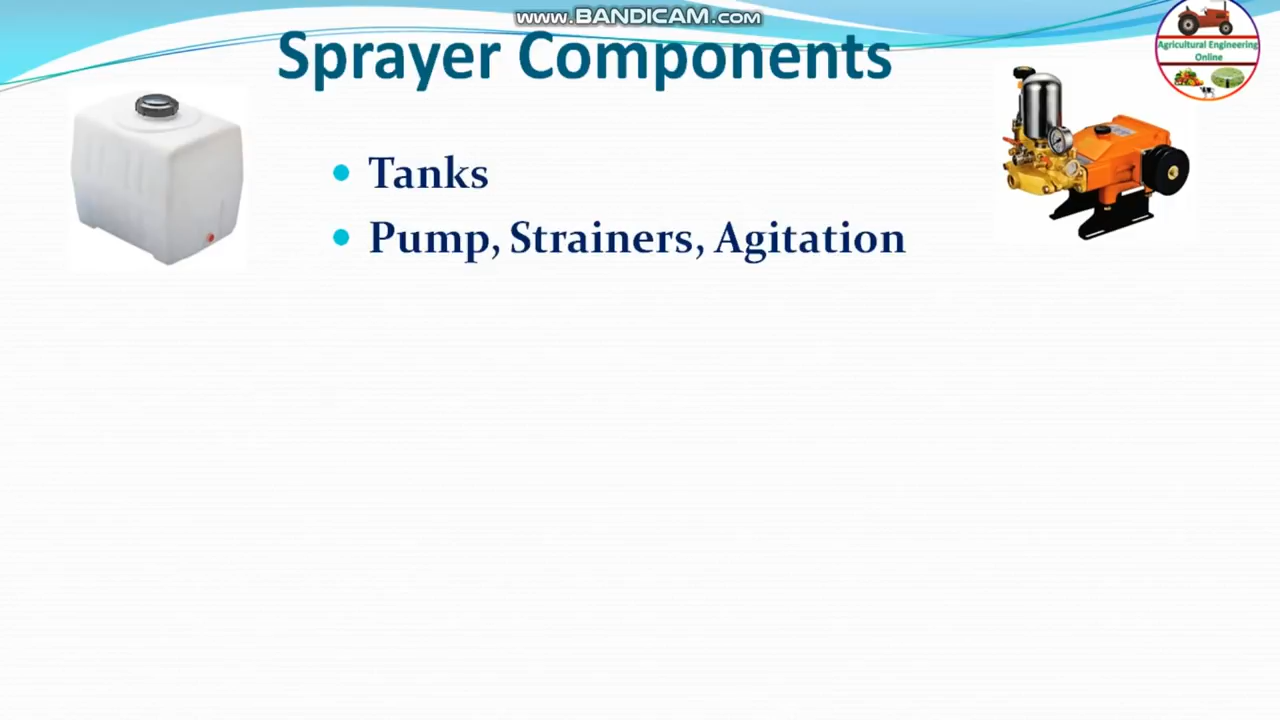 www.BANDICAM.com
Sprayer Components
Agricultural Engineering
Online
Tanks
Pump, Strainers, Agitation